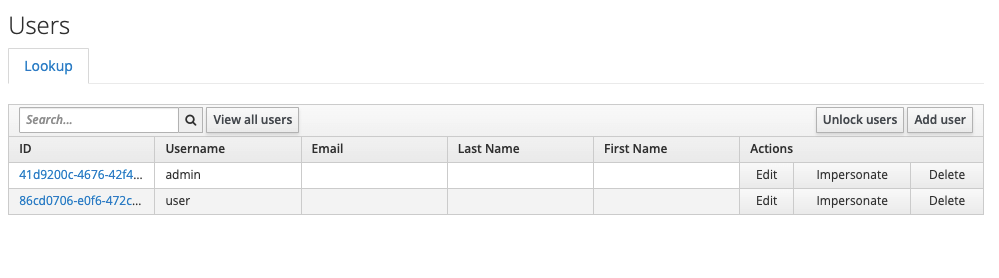 Users
Lookup
Search... View all users Unlock users Add user
ID Username Email Last Name First Name Actions
41d9200c-4676-42f4... admin Edit Impersonate Delete
86cd0706-e0f6-472c... user Edit Impersonate Delete